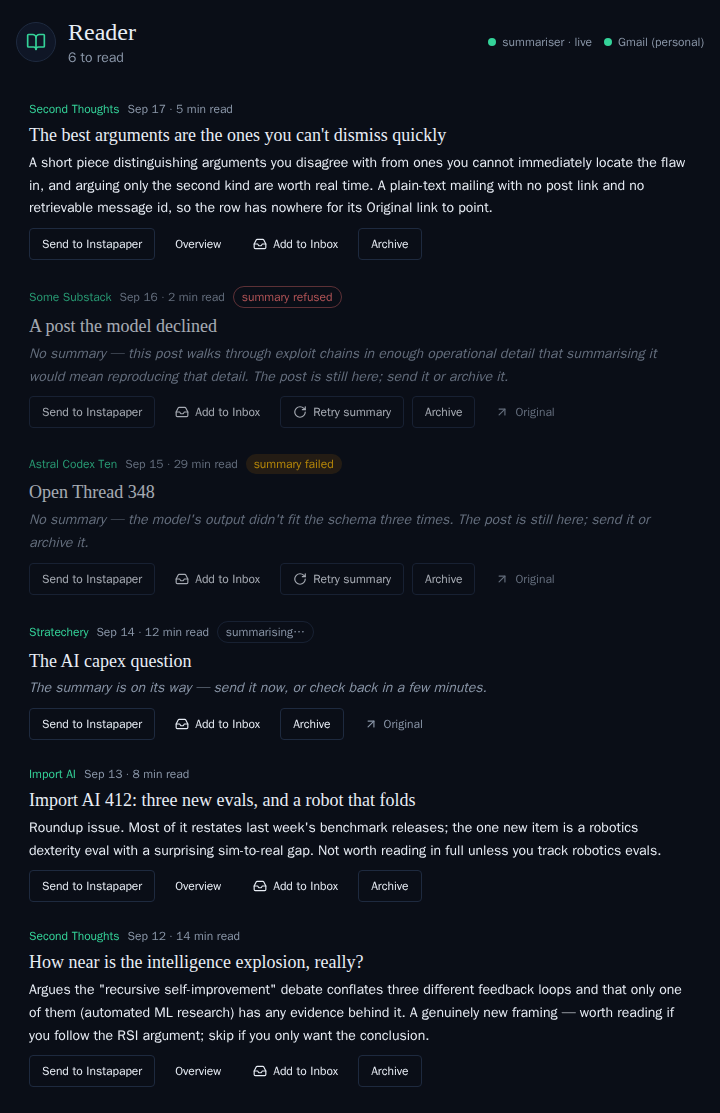 Reader
6 to read
summariser · live
Gmail (personal)
Second Thoughts Sep 17 · 5 min read
The best arguments are the ones you can't dismiss quickly
A short piece distinguishing arguments you disagree with from ones you cannot immediately locate the flaw
in, and arguing only the second kind are worth real time. A plain-text mailing with no post link and no
retrievable message id, so the row has nowhere for its Original link to point.
Send to Instapaper Overview Add to Inbox Archive
Some Substack Sep 16 · 2 min read summary refused
A post the model declined
No summary — this post walks through exploit chains in enough operational detail that summarising it
would mean reproducing that detail. The post is still here; send it or archive it.
Send to Instapaper Add to Inbox Retry summary Archive Original
Astral Codex Ten Sep 15 · 29 min read summary failed
Open Thread 348
No summary — the model's output didn't fit the schema three times. The post is still here; send it or
archive it.
Send to Instapaper Add to Inbox Retry summary Archive Original
Stratechery Sep 14 · 12 min read summarising···
The AI capex question
The summary is on its way — send it now, or check back in a few minutes.
Send to Instapaper Add to Inbox Archive Original
Import AI Sep 13 · 8 min read
Import AI 412: three new evals, and a robot that folds
Roundup issue. Most of it restates last week's benchmark releases; the one new item is a robotics
dexterity eval with a surprising sim-to-real gap. Not worth reading in full unless you track robotics evals.
Send to Instapaper Overview Add to Inbox Archive
Second Thoughts Sep 12 · 14 min read
How near is the intelligence explosion, really?
Argues the "recursive self-improvement" debate conflates three different feedback loops and that only one
of them (automated ML research) has any evidence behind it. A genuinely new framing — worth reading if
you follow the RSI argument; skip if you only want the conclusion.
Send to Instapaper Overview Add to Inbox Archive